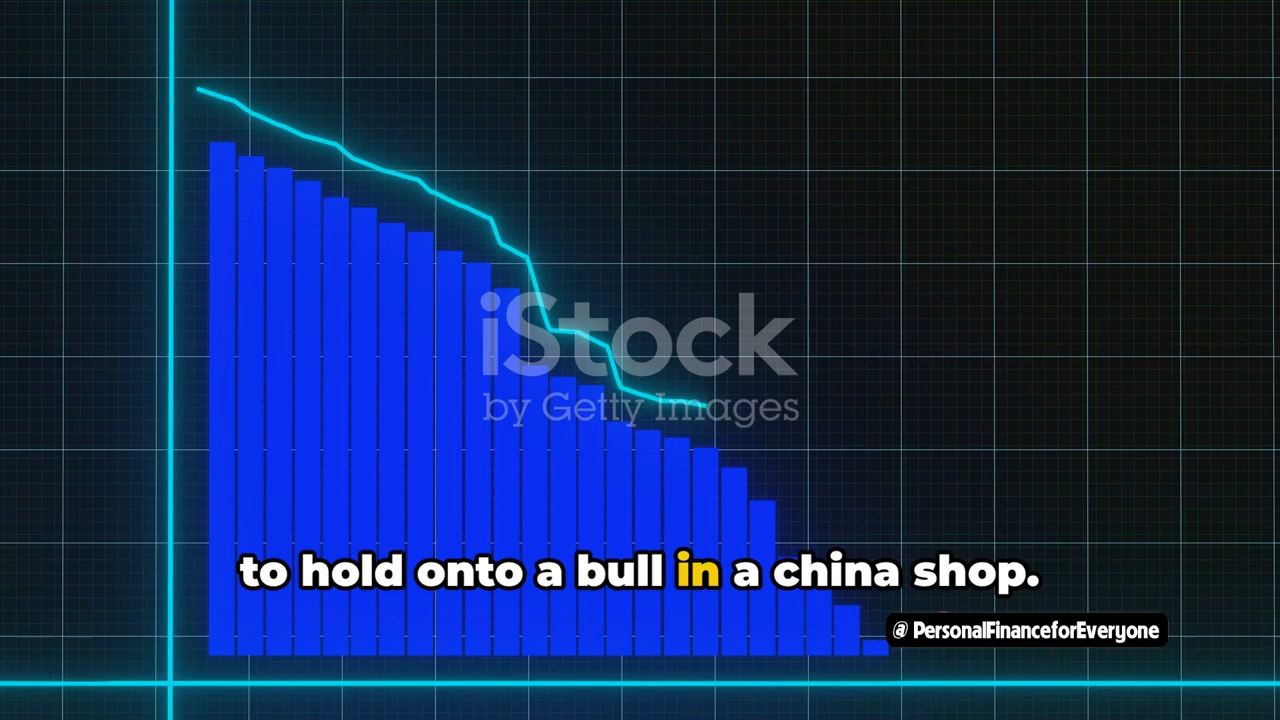 iStock
by Getty Images
to hold onto a bull in a china shop.
@ PersonalFinanceforEveryone